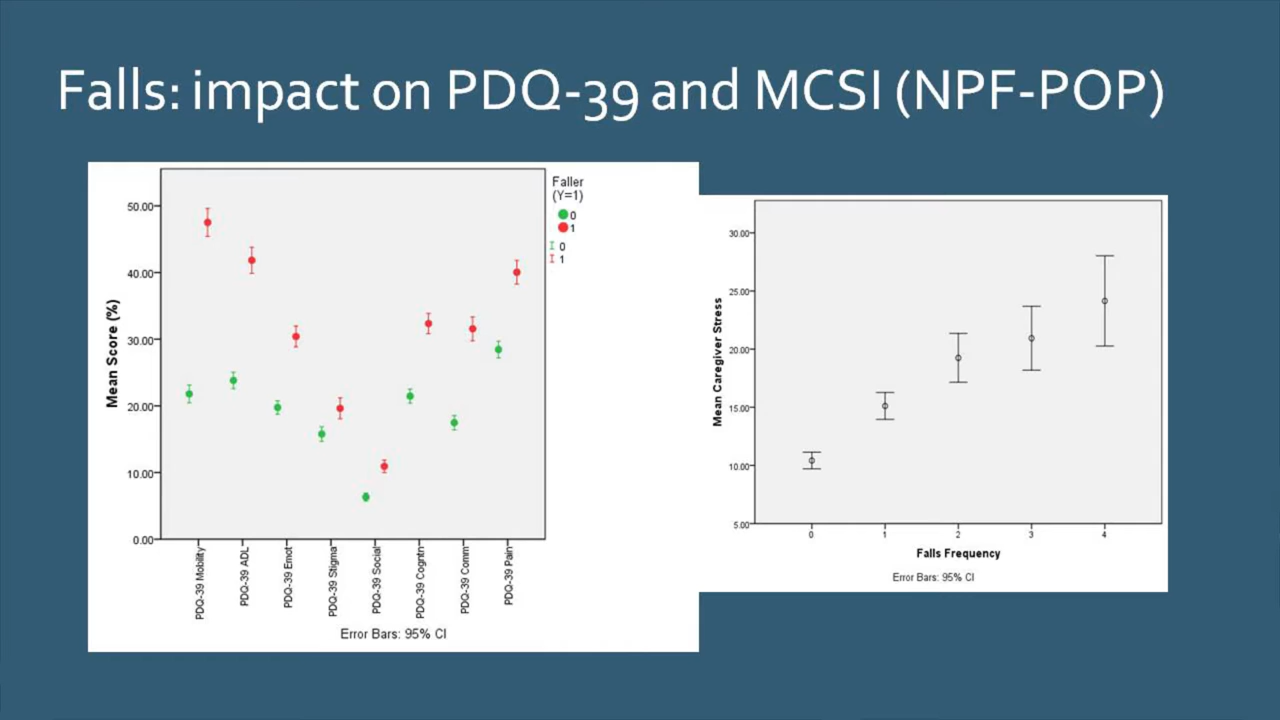 Falls: impact on PDQ-39 and MCSI (NPF-POP)
Mean Score (%)
50.00
40.00
30.00
20.00
10.00
0.00
PDQ-39 Mobility
PDQ-39 ADL
PDQ-39 Emot
PDQ-39 Stigma
PDQ-39 Social
PDQ-39 Cogntn
PDQ-39 Comm
PDQ-39 Pain
Error Bars: 95% CI
Faller
(Y=1)
0
1
0
1
Mean Caregiver Stress
30.00
25.00
20.00
15.00
10.00
5.00
0 1 2 3 4
Falls Frequency
Error Bars: 95% CI